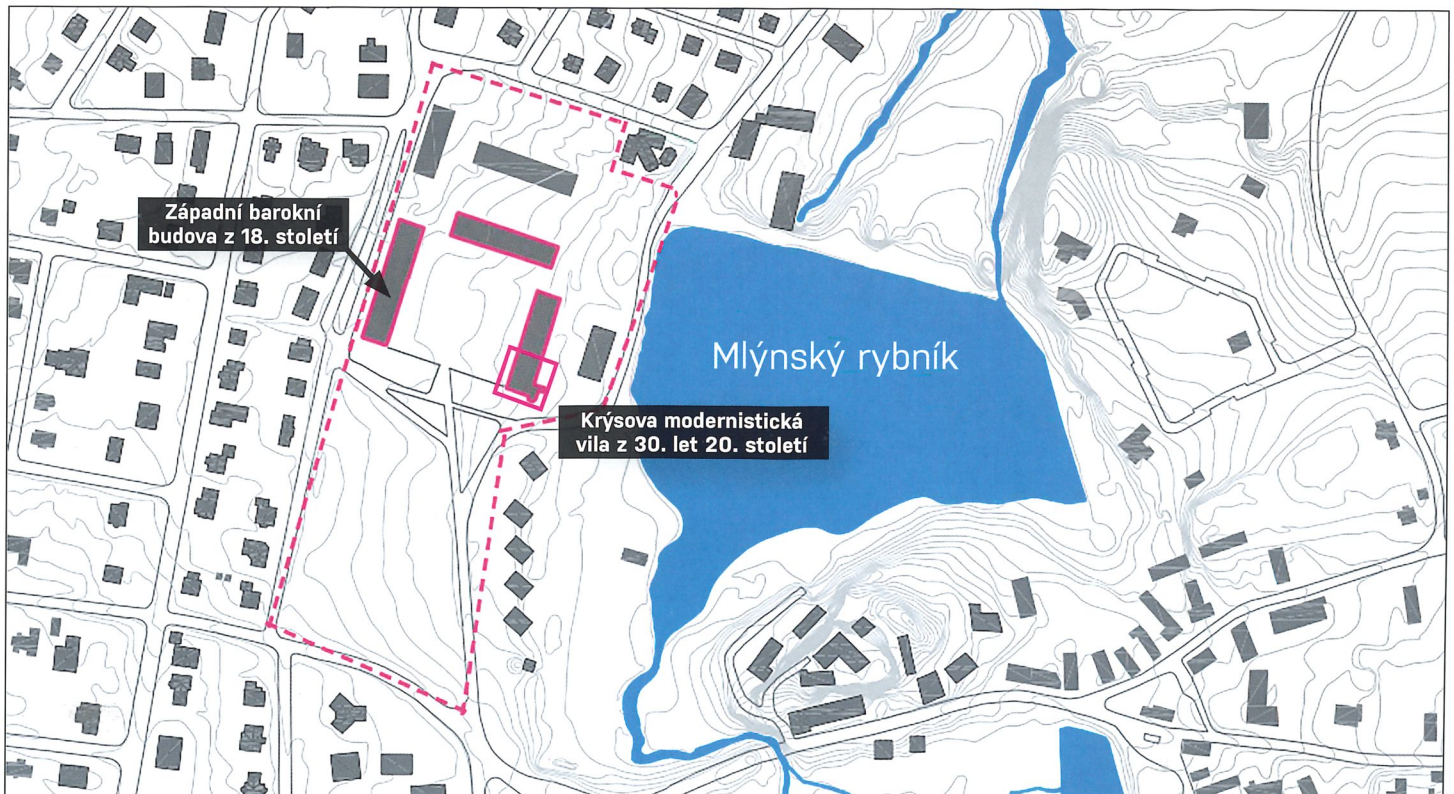 Západní barokní
budova z 18. století
Mlýnský rybník
Krýsova modernistická
vila z 30. let 20. století